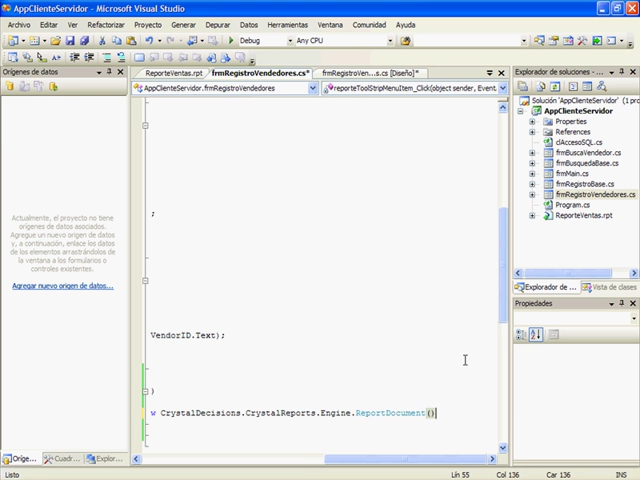 AppClienteServidor - Microsoft Visual Studio
Archivo Editar Ver Refactorizar Proyecto Generar Depurar Datos Herramientas Ventana Comunidad Ayuda
Debug Any CPU
Orígenes de datos
ReporteVentas.rpt frmRegistroVendedores.cs* frmRegistroVen...s.cs [Diseño]*
AppClienteServidor.frmRegistroVendedores reporteToolStripMenuItem_Click(object sender, Event
Explorador de soluciones -
Solución 'AppClienteServidor' (1 pro
AppClienteServidor
Properties
References
clAccesoSQL.cs
frmBuscaVendedor.cs
frmBusquedaBase.cs
frmMain.cs
frmRegistroBase.cs
frmRegistroVendedores.cs
Program.cs
ReporteVentas.rpt
Actualmente, el proyecto no tiene
orígenes de datos asociados.
Agregue un nuevo origen de datos
y, a continuación, enlace los datos
de los elementos arrastrándolos
de la ventana a los formularios o
controles existentes.
Agregar nuevo origen de datos...
;
VendorID.Text);
)
w CrystalDecisions.CrystalReports.Engine.ReportDocument()
Explorador de ... Vista de clases
Propiedades
Oríge... Cuadr... Explor...
Listo Lín 55 Col 136 Car 136